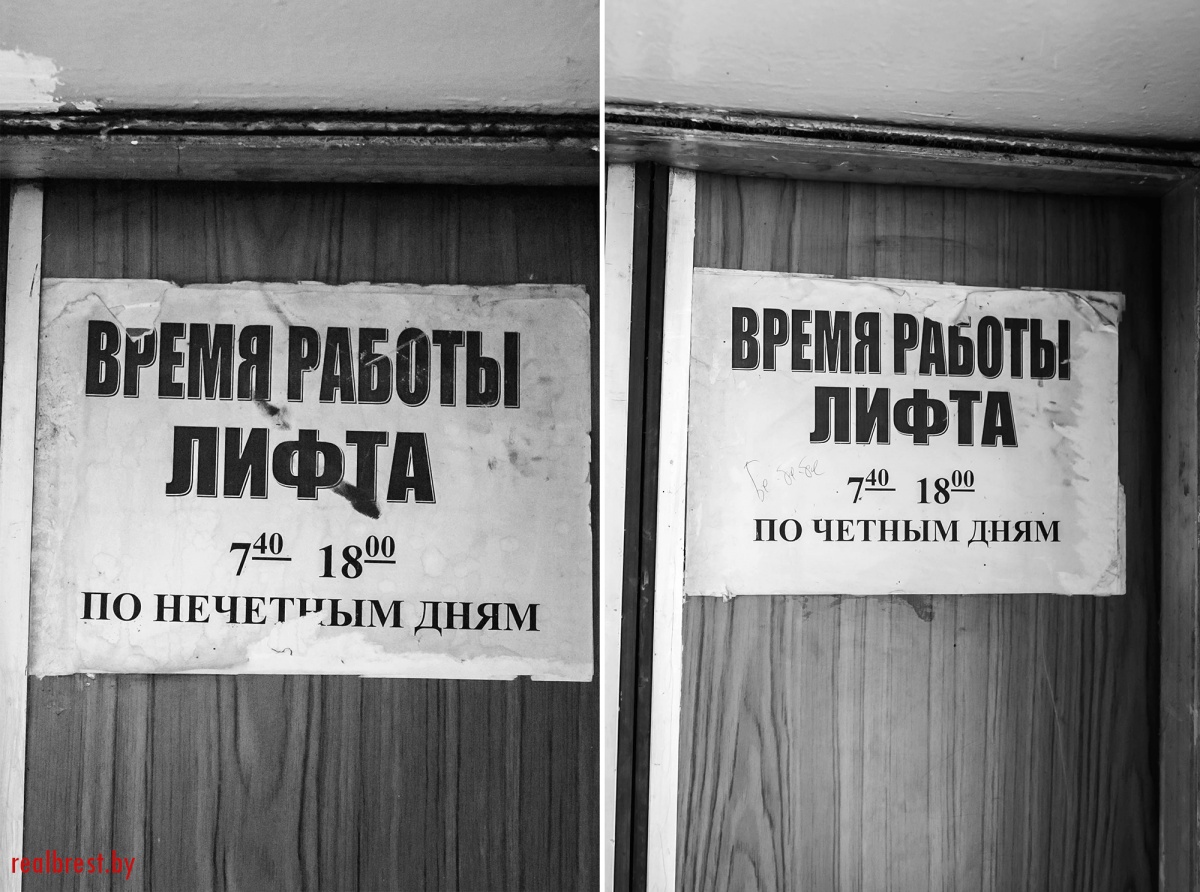 ВРЕМЯ РАБОТЫ
ЛИФТА
7⁴⁰ 18⁰⁰
ПО НЕЧЕТНЫМ ДНЯМ
ВРЕМЯ РАБОТЫ
ЛИФТА
7⁴⁰ 18⁰⁰
ПО ЧЕТНЫМ ДНЯМ
realbrest.by